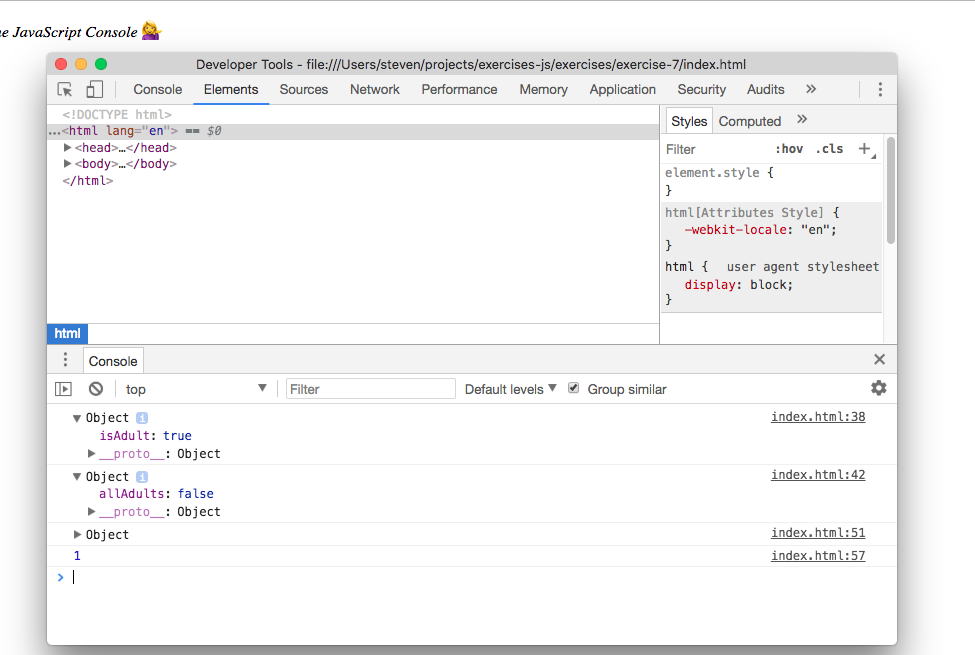 JavaScript Console 🙋‍♀️
Developer Tools - file:///Users/steven/projects/exercises-js/exercises/exercise-7/index.html
Console Elements Sources Network Performance Memory Application Security Audits »
<!DOCTYPE html>
…<html lang="en"> == $0
<head>…</head>
<body>…</body>
</html>
html
Styles Computed »
Filter :hov .cls +
element.style {
}
html[Attributes Style] {
-webkit-locale: "en";
}
html { user agent stylesheet
display: block;
}
Console
top Filter Default levels Group similar
Object i index.html:38
isAdult: true
__proto__: Object
Object i index.html:42
allAdults: false
__proto__: Object
Object index.html:51
1 index.html:57
>